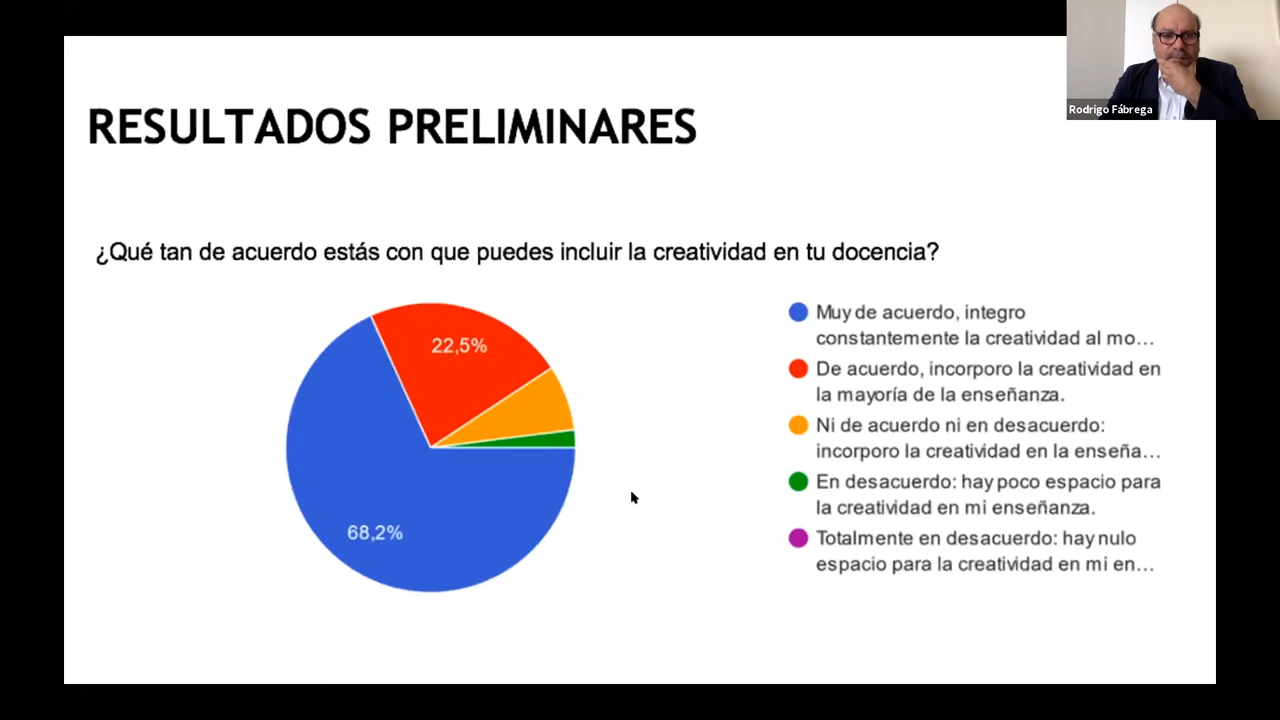 Rodrigo Fábrega
RESULTADOS PRELIMINARES
¿Qué tan de acuerdo estás con que puedes incluir la creatividad en tu docencia?
22,5%
68,2%
Muy de acuerdo, integro
constantemente la creatividad al mo...
De acuerdo, incorporo la creatividad en
la mayoría de la enseñanza.
Ni de acuerdo ni en desacuerdo:
incorporo la creatividad en la enseña...
En desacuerdo: hay poco espacio para
la creatividad en mi enseñanza.
Totalmente en desacuerdo: hay nulo
espacio para la creatividad en mi en...